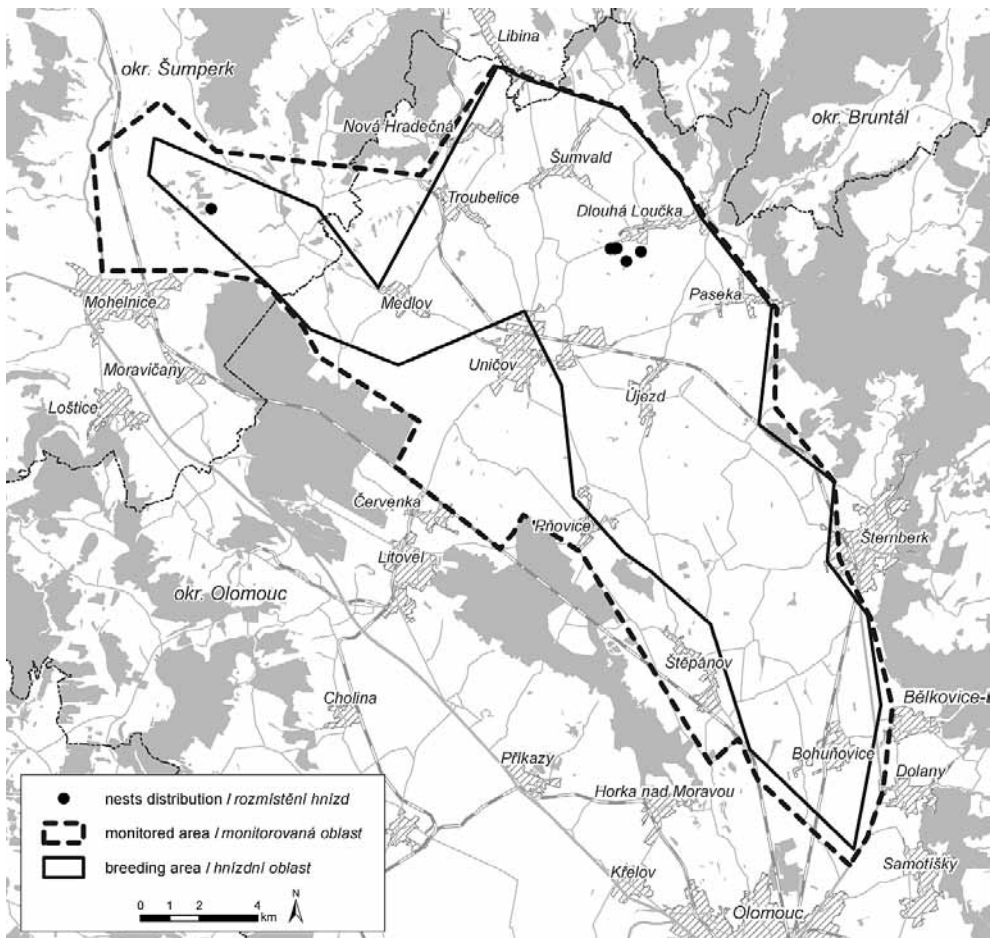 Libina
okr. Šumperk
okr. Bruntál
Nová Hradečná
Šumvald
Troubelice
Dlouhá Loučka
Mohelnice
Medlov
Paseka
Uničov
Moravičany
Újezd
Loštice
Červenka
Pňovice
Šternberk
Litovel
okr. Olomouc
Štěpánov
Cholina
Bělkovice-
Bohuňovice
Příkazy
Dolany
Horka nad Moravou
Křelov
Samotíšky
Olomouc
nests distribution / rozmístění hnízd
monitored area / monitorovaná oblast
breeding area / hnízdní oblast
0 1 2 4
km
N